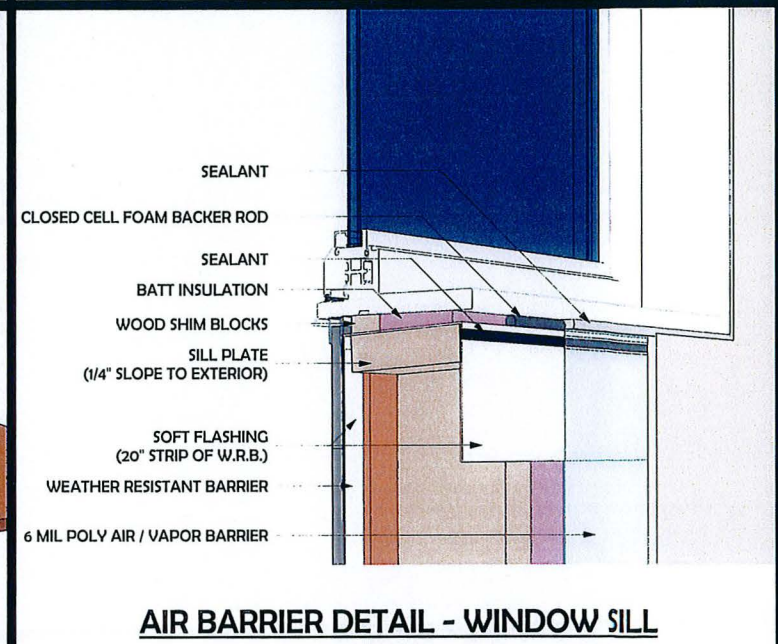 SEALANT
CLOSED CELL FOAM BACKER ROD
SEALANT
BATT INSULATION
WOOD SHIM BLOCKS
SILL PLATE
(1/4" SLOPE TO EXTERIOR)
SOFT FLASHING
(20" STRIP OF W.R.B.)
WEATHER RESISTANT BARRIER
6 MIL POLY AIR / VAPOR BARRIER
AIR BARRIER DETAIL - WINDOW SILL